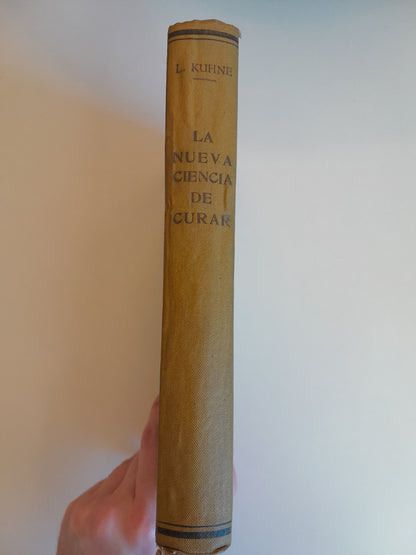 L. KUHNE
LA
NUEVA
CIENCIA
DE
CURAR